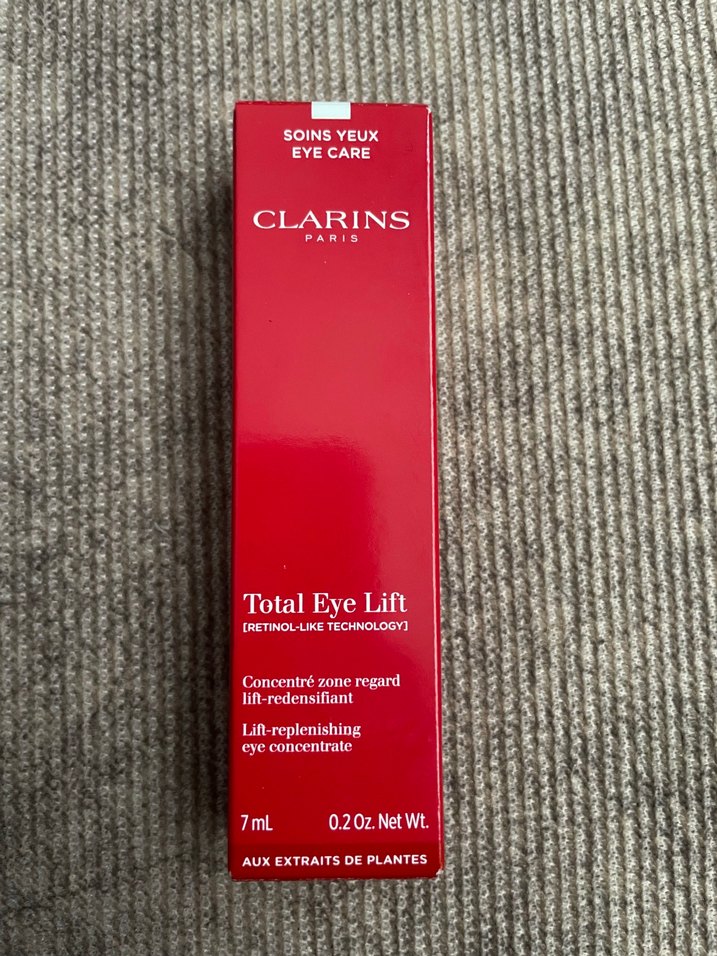 SOINS YEUX
EYE CARE
CLARINS
PARIS
Total Eye Lift
[RETINOL-LIKE TECHNOLOGY]
Concentré zone regard
lift-redensifiant
Lift-replenishing
eye concentrate
7 mL 0.2 Oz. Net Wt.
AUX EXTRAITS DE PLANTES